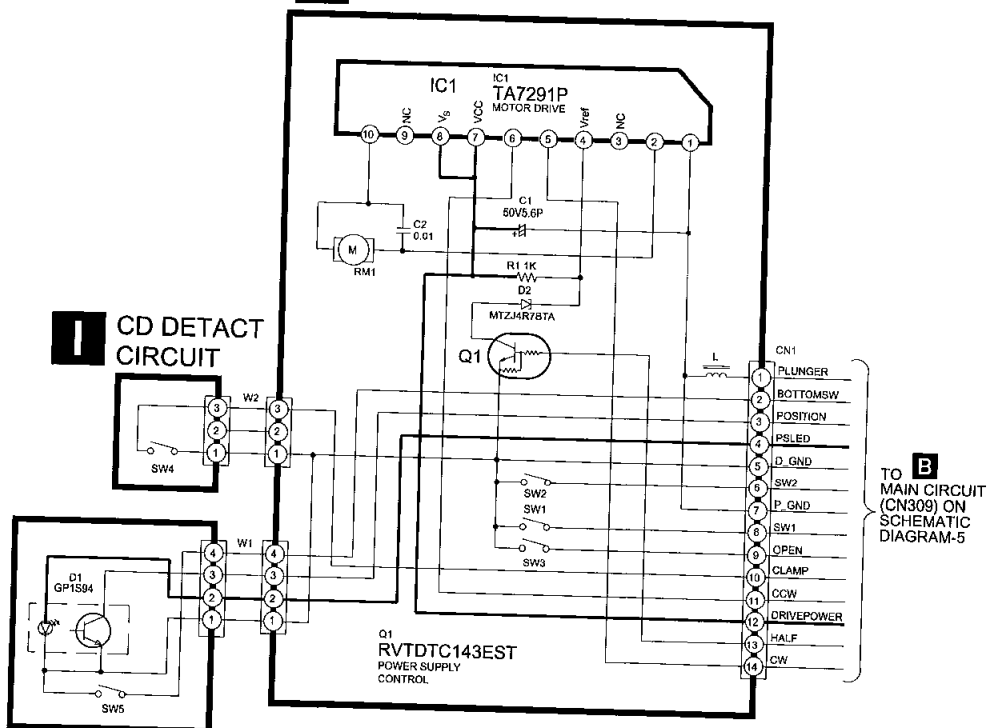 IC1
IC1
TA7291P
MOTOR DRIVE
NC
VS
VCC
Vref
NC
10 9 8 7 6 5 4 3 2 1
C1
50V5.6P
+
C2
0.01
M
RM1
R1 1K
D2
MTZJ4R7BTA
Q1
I CD DETACT
CIRCUIT
W2
3 3
2 2
1 1
SW4
CN1
L
1 PLUNGER
2 BOTTOMSW
3 POSITION
4 PSLED
5 D_GND
6 SW2
7 P_GND
8 SW1
9 OPEN
10 CLAMP
11 CCW
12 DRIVEPOWER
13 HALF
14 CW
TO B
MAIN CIRCUIT
(CN309) ON
SCHEMATIC
DIAGRAM-5
SW2
SW1
SW3
W1
4 4
3 3
2 2
1 1
D1
GP1S94
SW5
Q1
RVTDTC143EST
POWER SUPPLY
CONTROL